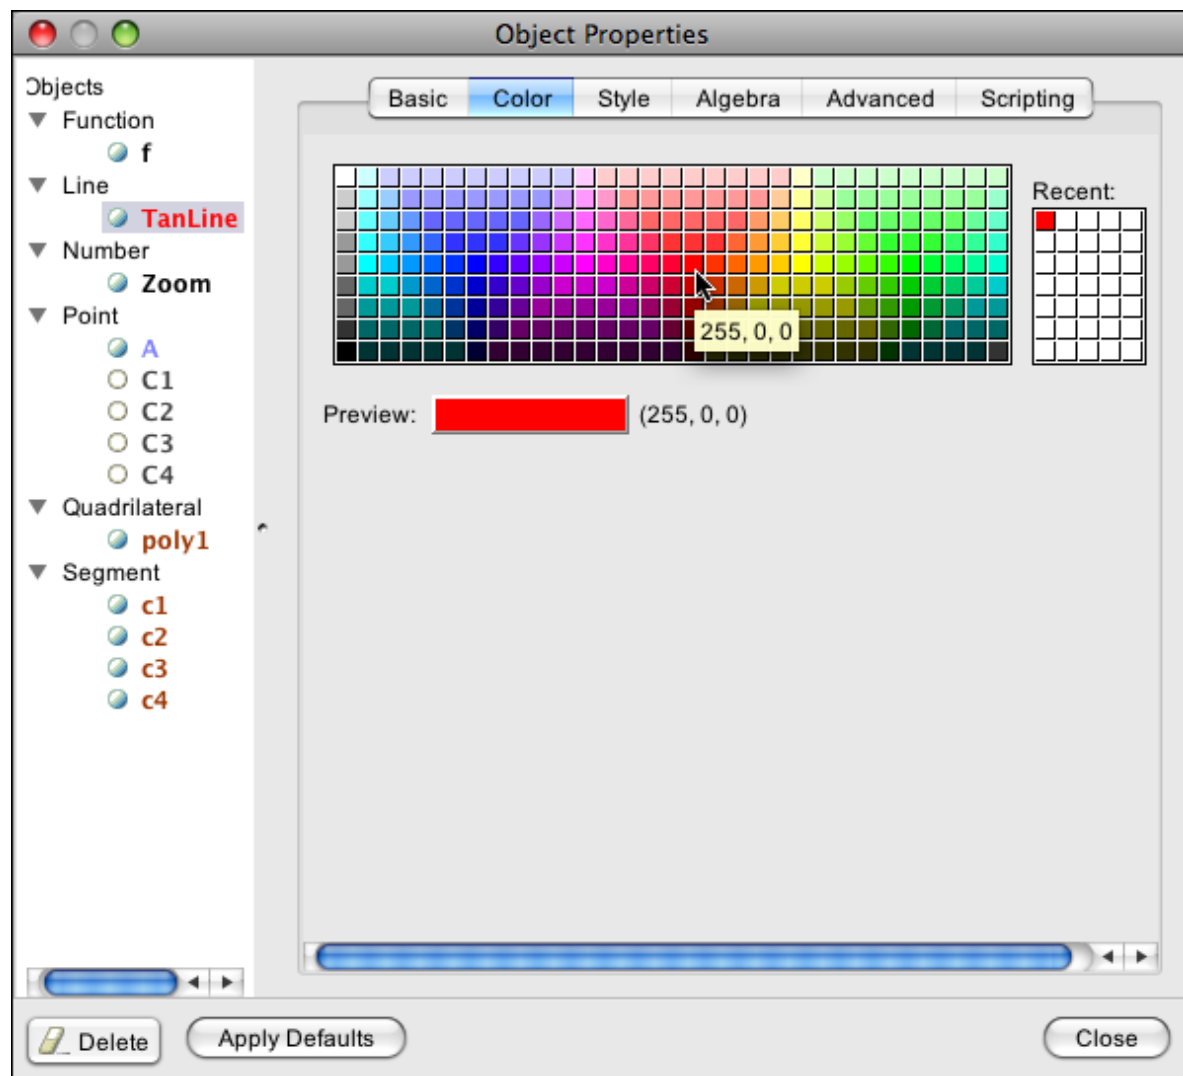 Object Properties
Objects
Function
f
Line
TanLine
Number
Zoom
Point
A
C1
C2
C3
C4
Quadrilateral
poly1
Segment
c1
c2
c3
c4
Basic Color Style Algebra Advanced Scripting
Recent:
255, 0, 0
Preview: (255, 0, 0)
Delete Apply Defaults Close